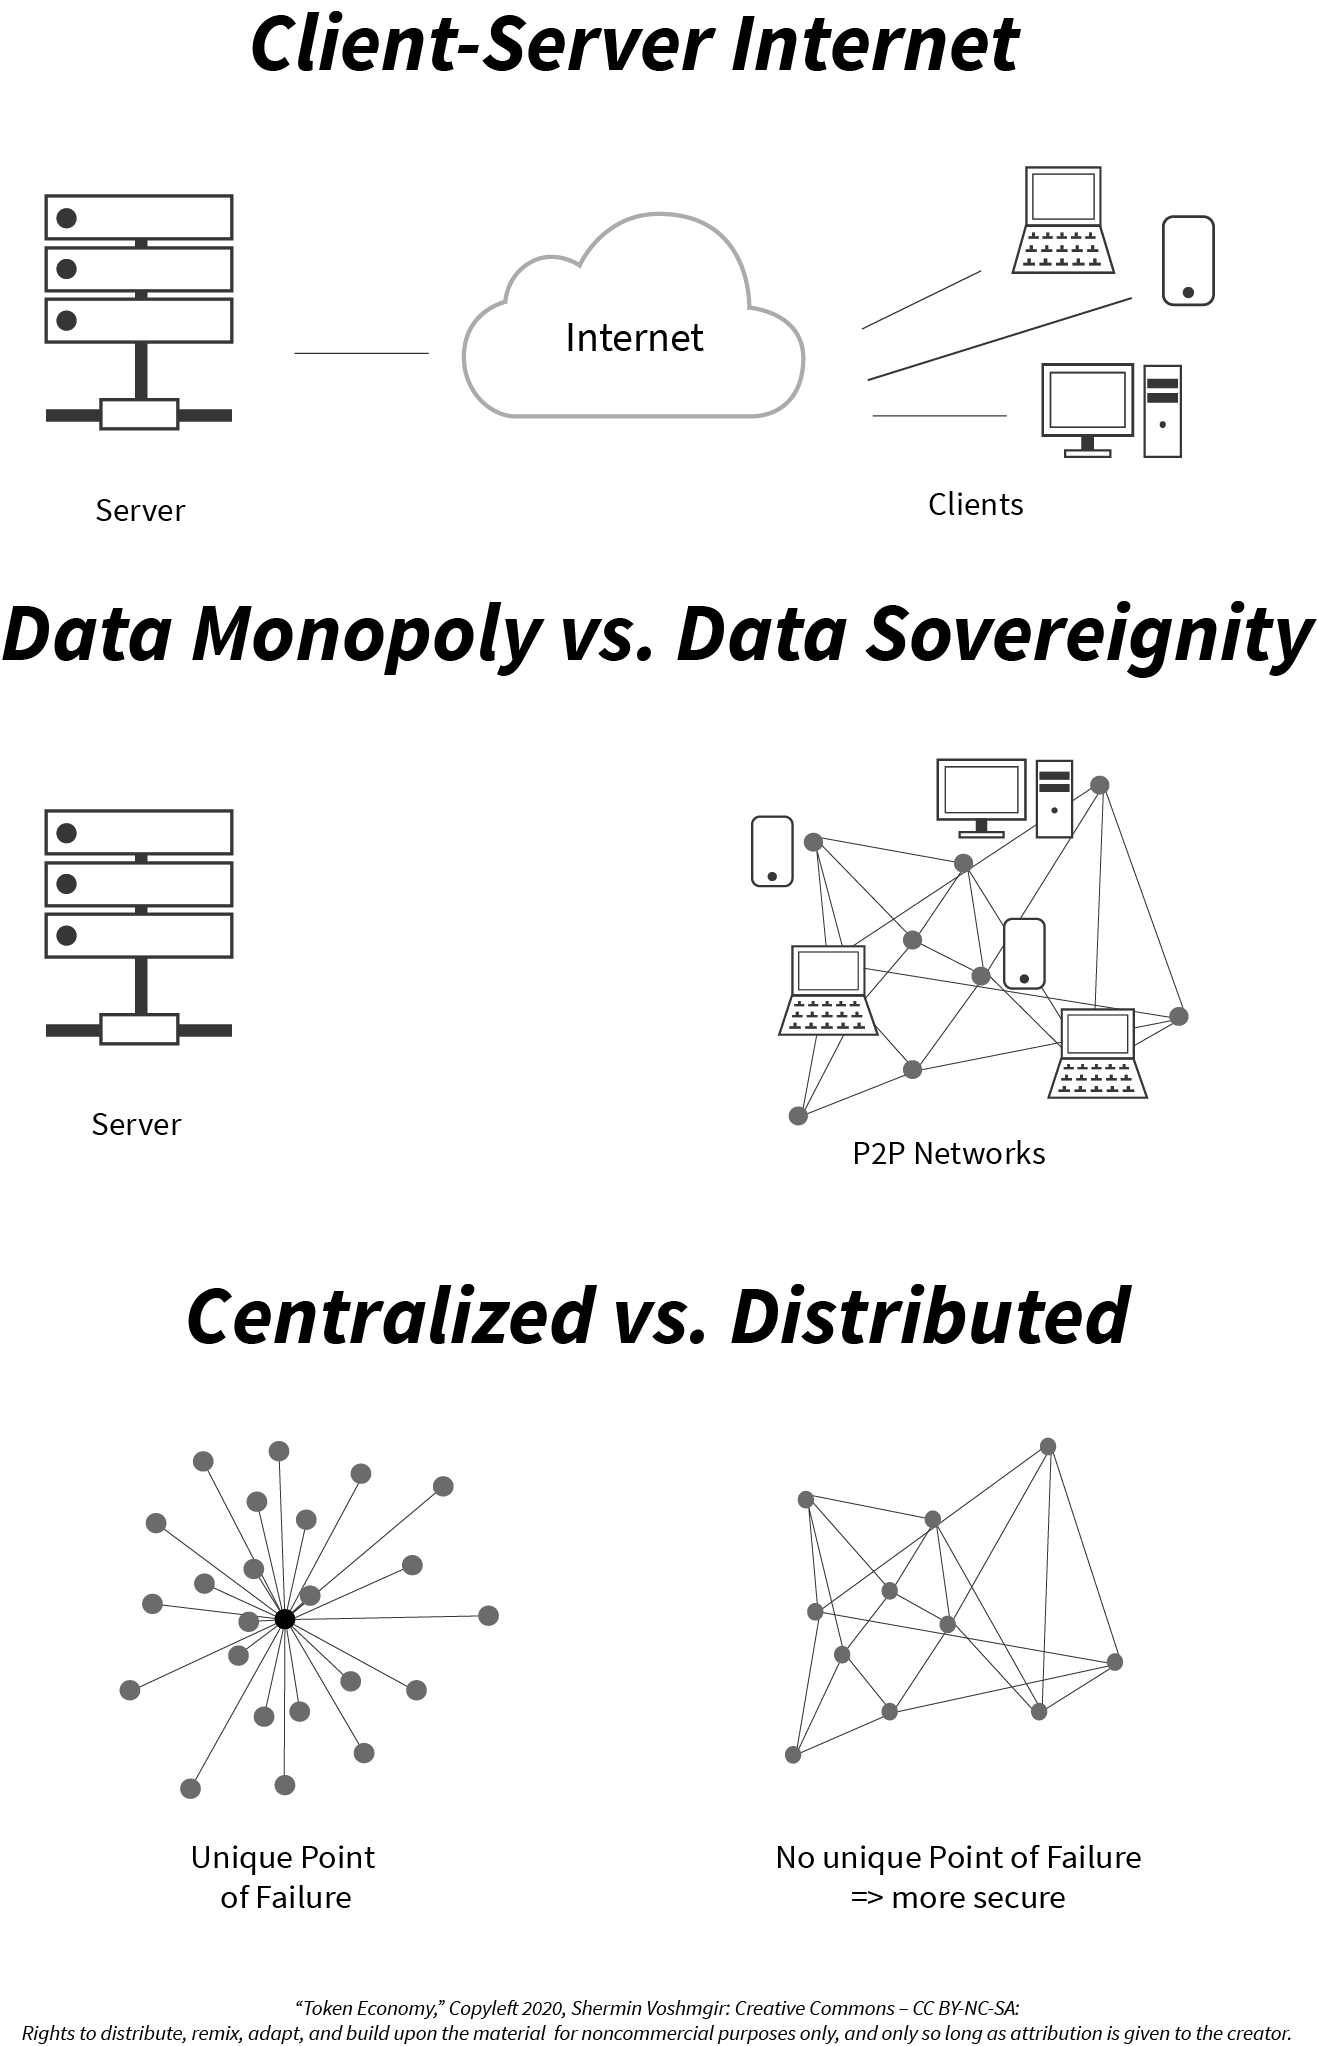 Client-Server Internet
Internet
Server
Clients
Data Monopoly vs. Data Sovereignity
Server
P2P Networks
Centralized vs. Distributed
Unique Point
of Failure
No unique Point of Failure
=> more secure
“Token Economy,” Copyleft 2020, Shermin Voshmgir: Creative Commons – CC BY-NC-SA:
Rights to distribute, remix, adapt, and build upon the material for noncommercial purposes only, and only so long as attribution is given to the creator.